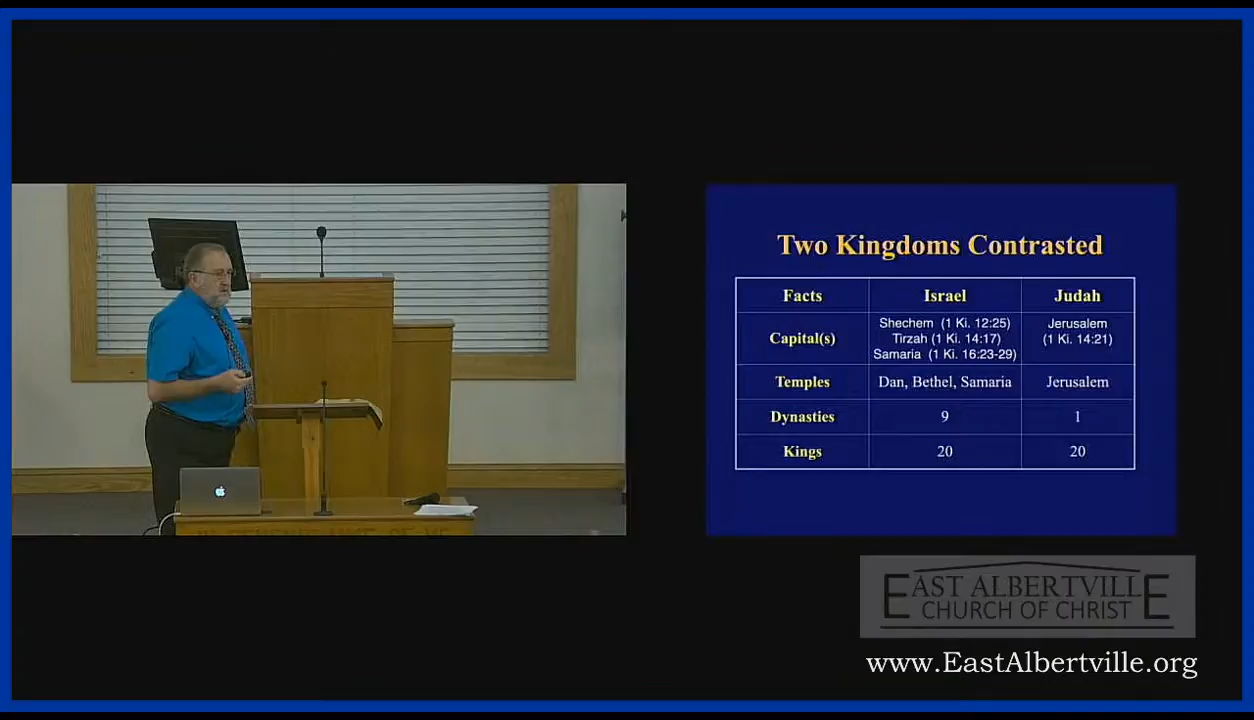 Two Kingdoms Contrasted
Facts Israel Judah
Capital(s)
Shechem (1 Ki. 12:25)
Tirzah (1 Ki. 14:17)
Samaria (1 Ki. 16:23-29)
Jerusalem
(1 Ki. 14:21)
Temples Dan, Bethel, Samaria Jerusalem
Dynasties 9 1
Kings 20 20
EAST ALBERTVILLE
CHURCH OF CHRIST
www.EastAlbertville.org